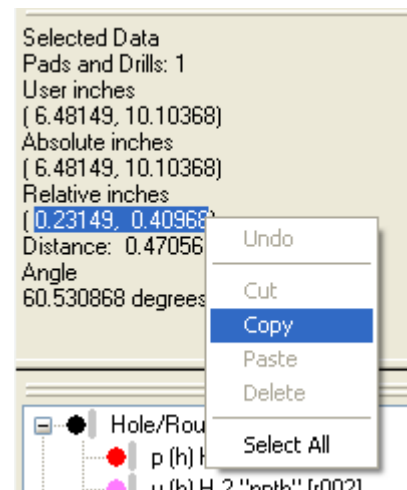 Selected Data
Pads and Drills: 1
User inches
( 6.48149, 10.10368)
Absolute inches
( 6.48149, 10.10368)
Relative inches
( 0.23149, 0.40968)
Distance: 0.47056
Angle
60.530868 degrees
Undo
Cut
Copy
Paste
Delete
Select All
Hole/Rou
p (h) H
u (h) H 2 "npth" [r002]